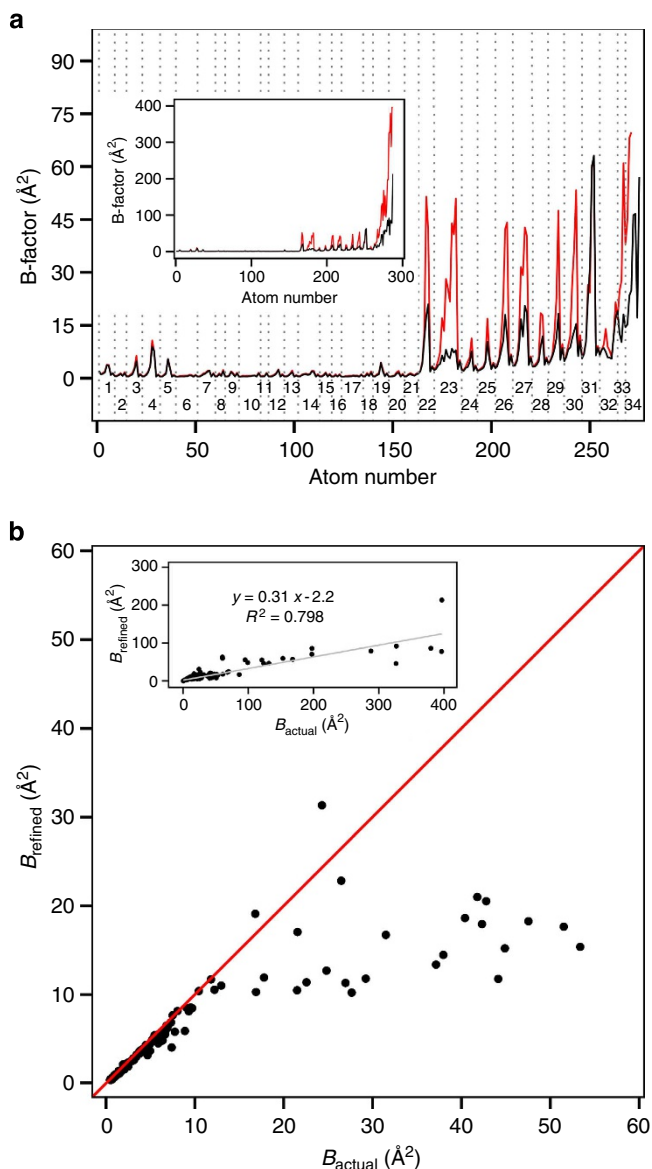 a
B-factor (Å²)
90
75
60
45
30
15
0
B-factor (Å²)
400
300
200
100
0
0 100 200 300
Atom number
1 3 5 7 9 11 13 15 17 19 21 23 25 27 29 31 33
2 4 6 8 10 12 14 16 18 20 22 24 26 28 30 32 34
0 50 100 150 200 250
Atom number
b
B refined (Å²)
60
50
40
30
20
10
0
B refined (Å²)
300
200
100
0
y = 0.31 x - 2.2
R² = 0.798
0 100 200 300 400
B actual (Å²)
0 10 20 30 40 50 60
B actual (Å²)